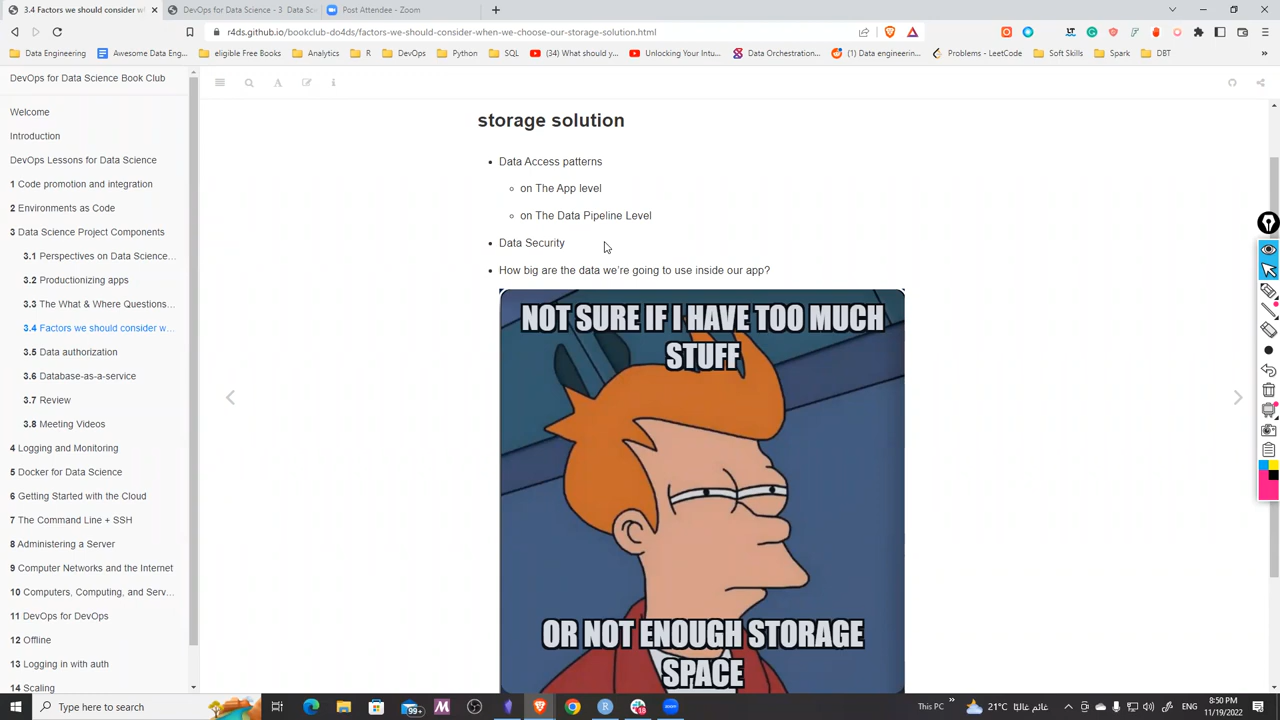 3.4 Factors we should consider wh
DevOps for Data Science - 3 Data Sc
Post Attendee - Zoom
r4ds.github.io/bookclub-do4ds/factors-we-should-consider-when-we-choose-our-storage-solution.html
Data Engineering
Awesome Data Eng...
eligible Free Books
Analytics
R
DevOps
Python
SQL
(34) What should y...
Unlocking Your Intu...
Data Orchestration...
(Data engineerin...
Problems - LeetCode
Soft Skills
Spark
DBT
DevOps for Data Science Book Club
Welcome
Introduction
DevOps Lessons for Data Science
1 Code promotion and integration
2 Environments as Code
3 Data Science Project Components
3.1 Perspectives on Data Science...
3.2 Productionizing apps
3.3 The What & Where Questions...
3.4 Factors we should consider w...
3.5 Data authorization
3.6 Database-as-a-service
3.7 Review
3.8 Meeting Videos
4 Logging and Monitoring
5 Docker for Data Science
6 Getting Started with the Cloud
7 The Command Line + SSH
8 Administering a Server
9 Computer Networks and the Internet
10 Computers, Computing, and Serv...
11 DevOps for DevOps
12 Offline
13 Logging in with auth
14 Scaling
storage solution
Data Access patterns
on The App level
on The Data Pipeline Level
Data Security
How big are the data we're going to use inside our app?
NOT SURE IF I HAVE TOO MUCH
STUFF
OR NOT ENOUGH STORAGE
SPACE
Type here to search
99+
18
This PC
21°C
غائم غالبًا
8:50 PM
11/19/2022